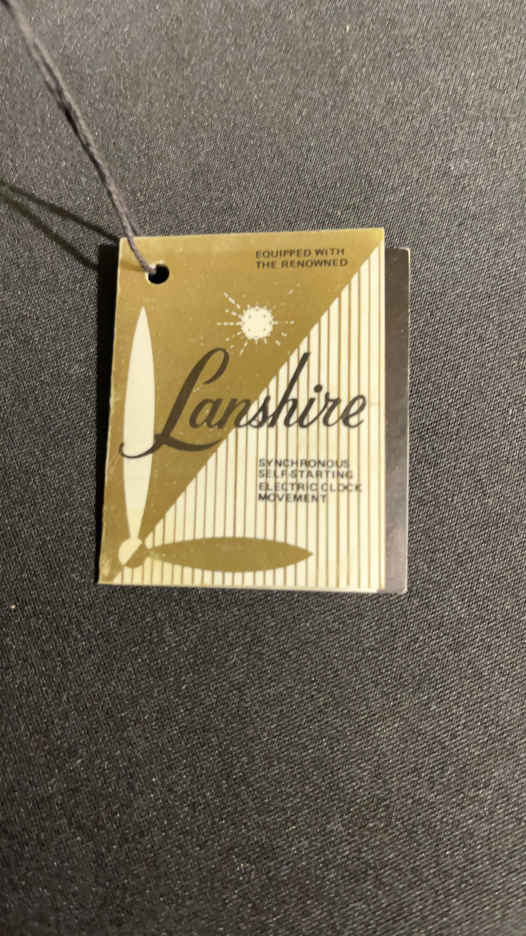 EQUIPPED WITH
THE RENOWNED
Lanshire
SYNCHRONOUS
SELF-STARTING
ELECTRIC CLOCK
MOVEMENT